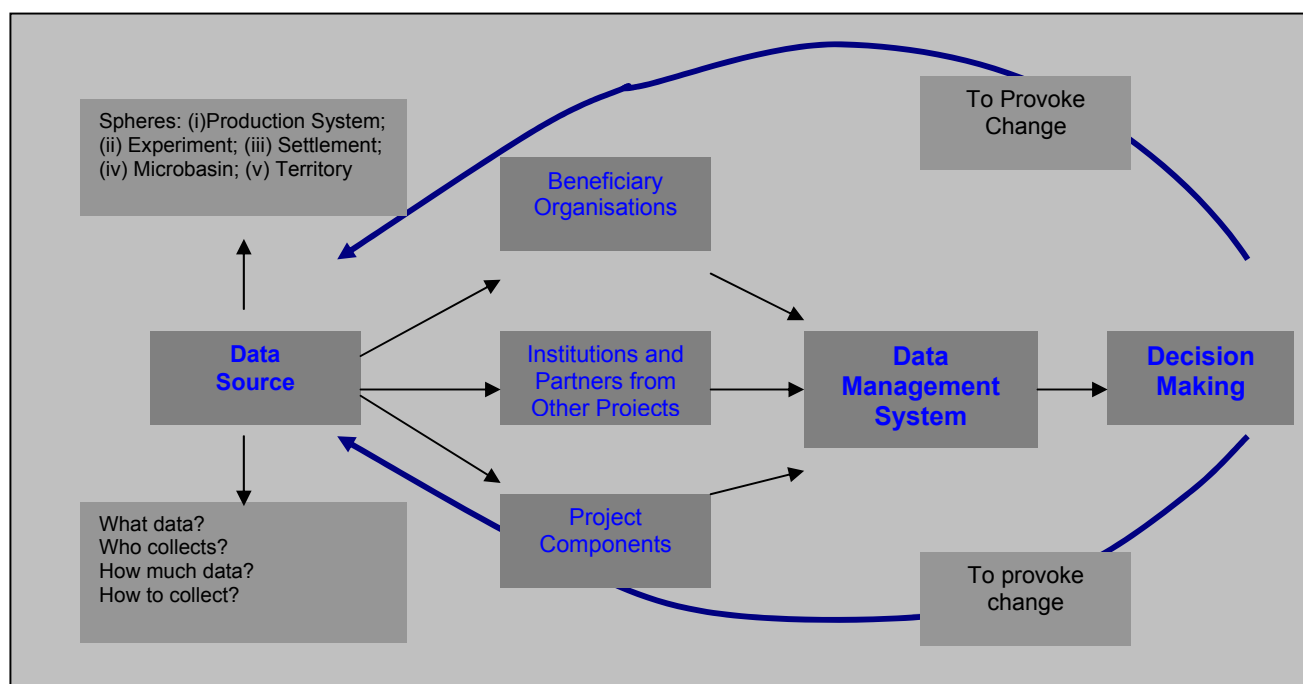 To Provoke
Change
Spheres: (i)Production System;
(ii) Experiment; (iii) Settlement;
(iv) Microbasin; (v) Territory
Beneficiary
Organisations
Data
Source
Institutions and
Partners from
Other Projects
Data
Management
System
Decision
Making
What data?
Who collects?
How much data?
How to collect?
Project
Components
To provoke
change